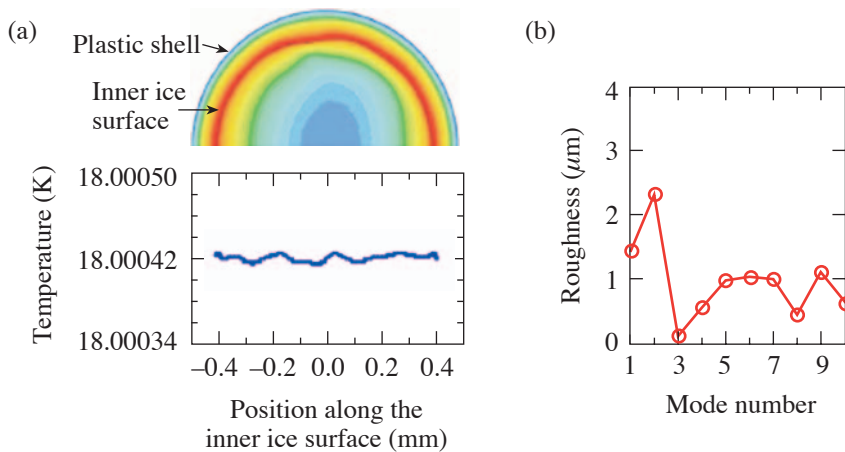 (a)
Plastic shell
Inner ice
surface
18.00050
18.00042
18.00034
Temperature (K)
–0.4 –0.2 0.0 0.2 0.4
Position along the
inner ice surface (mm)
(b)
4
3
2
1
0
Roughness (μm)
1 3 5 7 9
Mode number